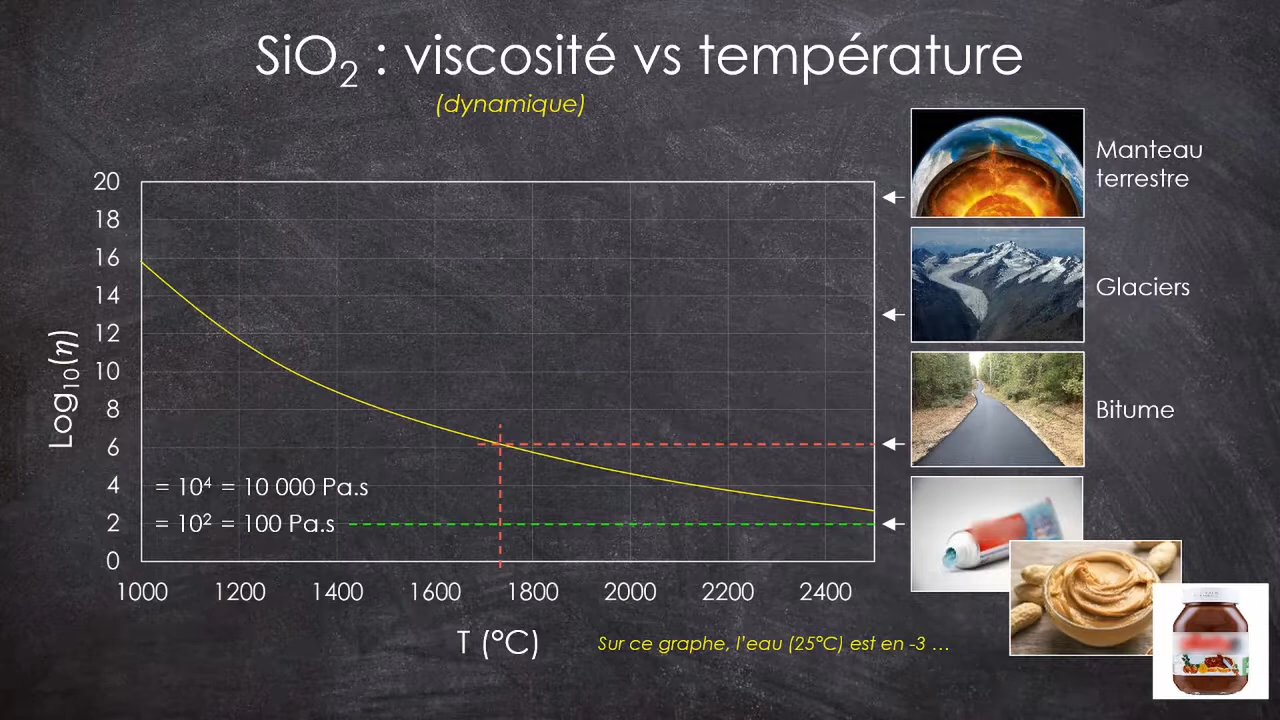 SiO₂ : viscosité vs température
(dynamique)
Manteau
terrestre
Glaciers
Bitume
Log₁₀(η)
20
18
16
14
12
10
8
6
4
2
0
= 10⁴ = 10 000 Pa.s
= 10² = 100 Pa.s
1000 1200 1400 1600 1800 2000 2200 2400
T (°C)
Sur ce graphe, l'eau (25°C) est en -3 …